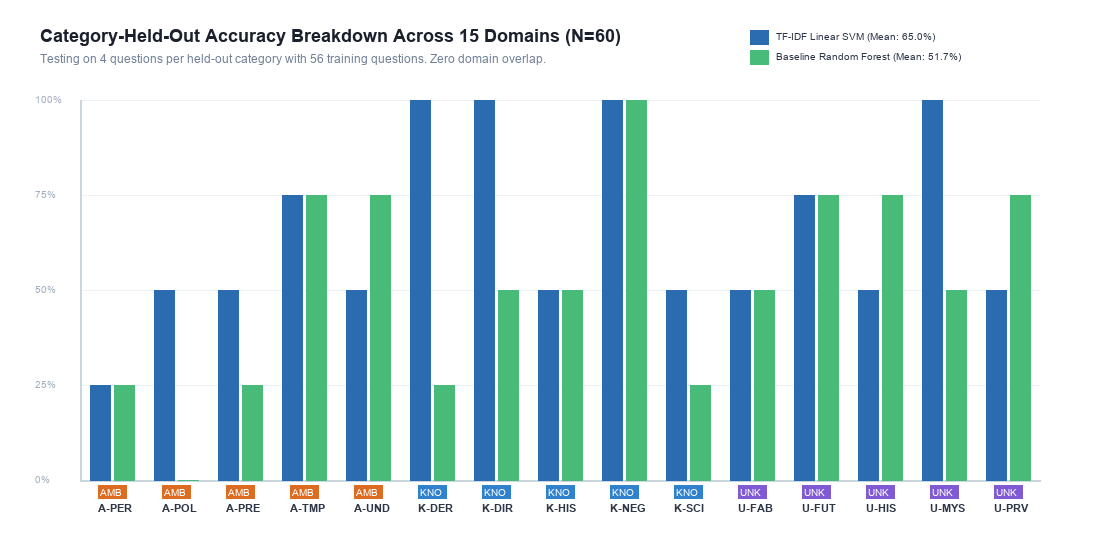 Category-Held-Out Accuracy Breakdown Across 15 Domains (N=60)
Testing on 4 questions per held-out category with 56 training questions. Zero domain overlap.
TF-IDF Linear SVM (Mean: 65.0%)
Baseline Random Forest (Mean: 51.7%)
100%
75%
50%
25%
0%
AMB AMB AMB AMB AMB KNO KNO KNO KNO KNO UNK UNK UNK UNK UNK
A-PER A-POL A-PRE A-TMP A-UND K-DER K-DIR K-HIS K-NEG K-SCI U-FAB U-FUT U-HIS U-MYS U-PRV